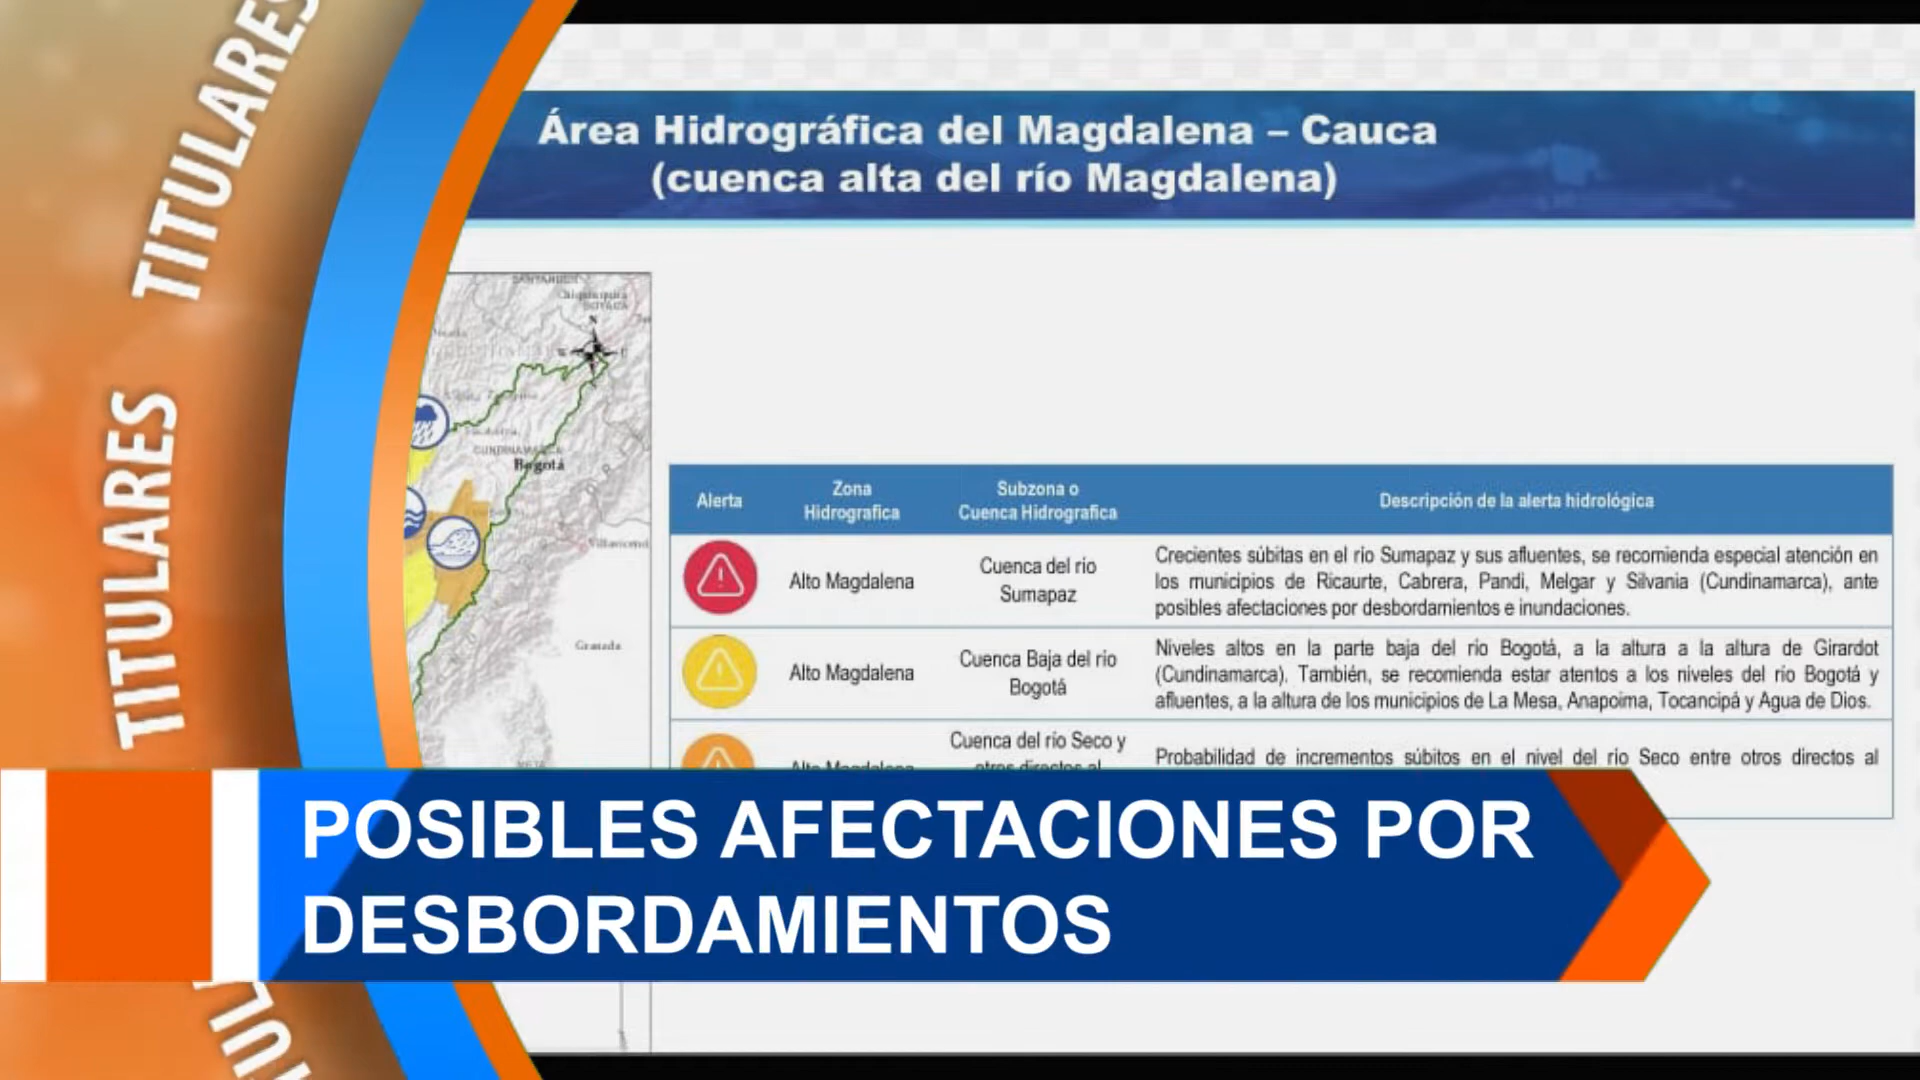 TITULARES
TITULARES
Área Hidrográfica del Magdalena – Cauca
(cuenca alta del río Magdalena)
N
W
Bogotá
Granada
Alerta
Zona
Hidrografica
Subzona o
Cuenca Hidrografica
Descripción de la alerta hidrológica
Alto Magdalena
Cuenca del río
Sumapaz
Crecientes súbitas en el río Sumapaz y sus afluentes, se recomienda especial atención en
los municipios de Ricaurte, Cabrera, Pandi, Melgar y Silvania (Cundinamarca), ante
posibles afectaciones por desbordamientos e inundaciones.
Alto Magdalena
Cuenca Baja del río
Bogotá
Niveles altos en la parte baja del río Bogotá, a la altura a la altura de Girardot
(Cundinamarca). También, se recomienda estar atentos a los niveles del río Bogotá y
afluentes, a la altura de los municipios de La Mesa, Anapoima, Tocancipá y Agua de Dios.
Alto Magdalena
Cuenca del río Seco y
otros directos al
Probabilidad de incrementos súbitos en el nivel del río Seco entre otros directos al
POSIBLES AFECTACIONES POR
DESBORDAMIENTOS